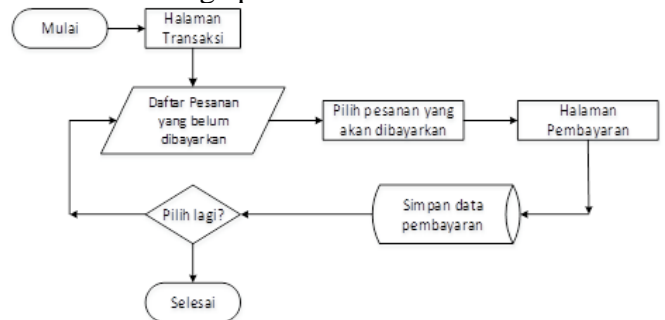 Mulai
Halaman
Transaksi
Daftar Pesanan
yang belum
dibayarkan
Pilih pesanan yang
akan dibayarkan
Halaman
Pembayaran
Simpan data
pembayaran
Pilih lagi?
Selesai